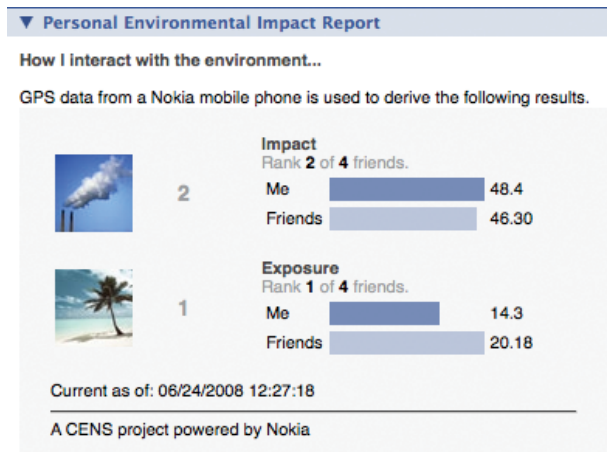 ▼ Personal Environmental Impact Report
How I interact with the environment...
GPS data from a Nokia mobile phone is used to derive the following results.
Impact
2 Rank 2 of 4 friends.
Me 48.4
Friends 46.30
Exposure
1 Rank 1 of 4 friends.
Me 14.3
Friends 20.18
Current as of: 06/24/2008 12:27:18
A CENS project powered by Nokia